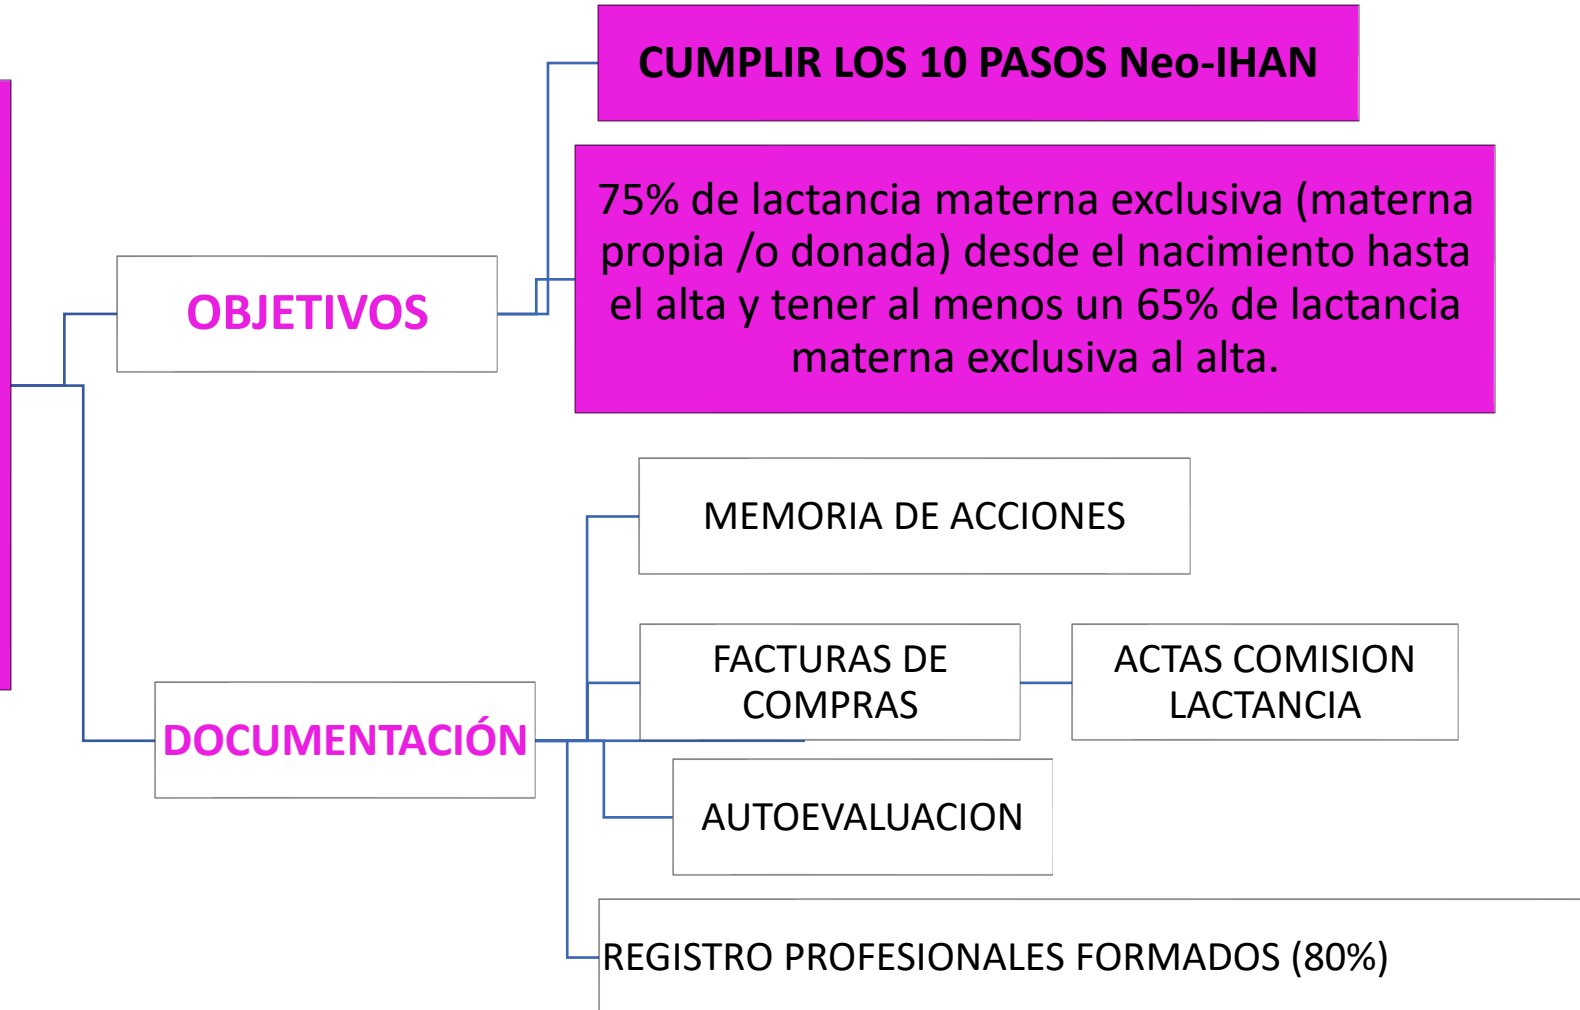 CUMPLIR LOS 10 PASOS Neo-IHAN
75% de lactancia materna exclusiva (materna
propia /o donada) desde el nacimiento hasta
el alta y tener al menos un 65% de lactancia
materna exclusiva al alta.
OBJETIVOS
MEMORIA DE ACCIONES
FACTURAS DE
COMPRAS
ACTAS COMISION
LACTANCIA
DOCUMENTACIÓN
AUTOEVALUACION
REGISTRO PROFESIONALES FORMADOS (80%)